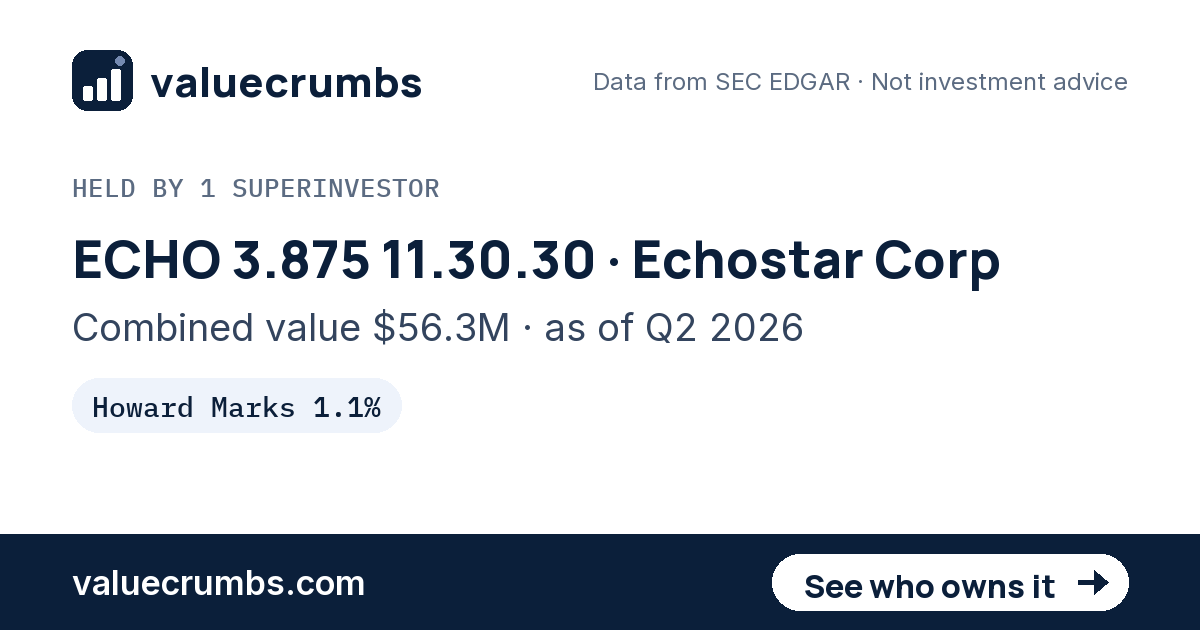 valuecrumbs
Data from SEC EDGAR · Not investment advice
HELD BY 1 SUPERINVESTOR
ECHO 3.875 11.30.30 · Echostar Corp
Combined value $56.3M · as of Q2 2026
Howard Marks 1.1%
valuecrumbs.com
See who owns it →